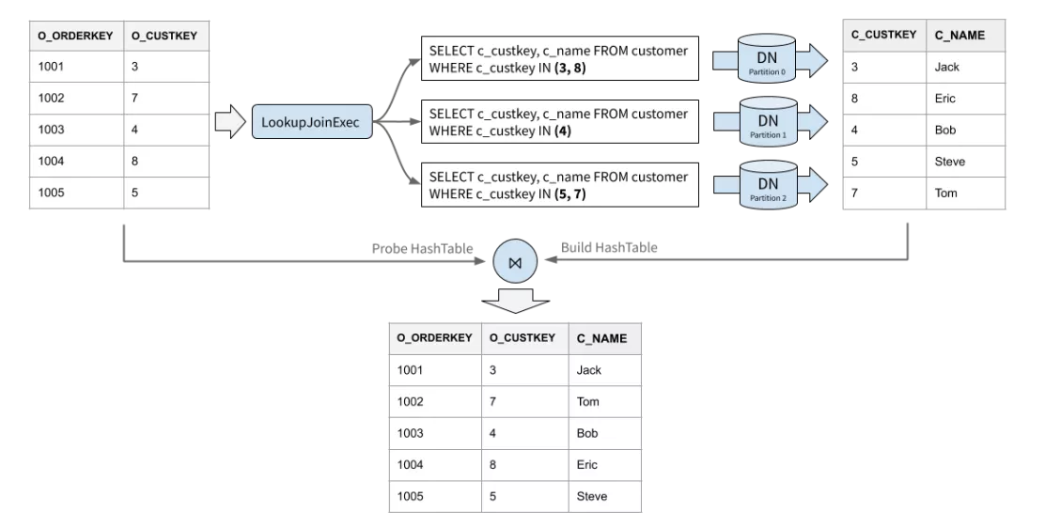 O_ORDERKEY O_CUSTKEY
1001 3
1002 7
1003 4
1004 8
1005 5
LookupJoinExec
SELECT c_custkey, c_name FROM customer
WHERE c_custkey IN (3, 8)
SELECT c_custkey, c_name FROM customer
WHERE c_custkey IN (4)
SELECT c_custkey, c_name FROM customer
WHERE c_custkey IN (5, 7)
DN
Partition 0
DN
Partition 1
DN
Partition 2
C_CUSTKEY C_NAME
3 Jack
8 Eric
4 Bob
5 Steve
7 Tom
Probe HashTable
⋈
Build HashTable
O_ORDERKEY O_CUSTKEY C_NAME
1001 3 Jack
1002 7 Tom
1003 4 Bob
1004 8 Eric
1005 5 Steve